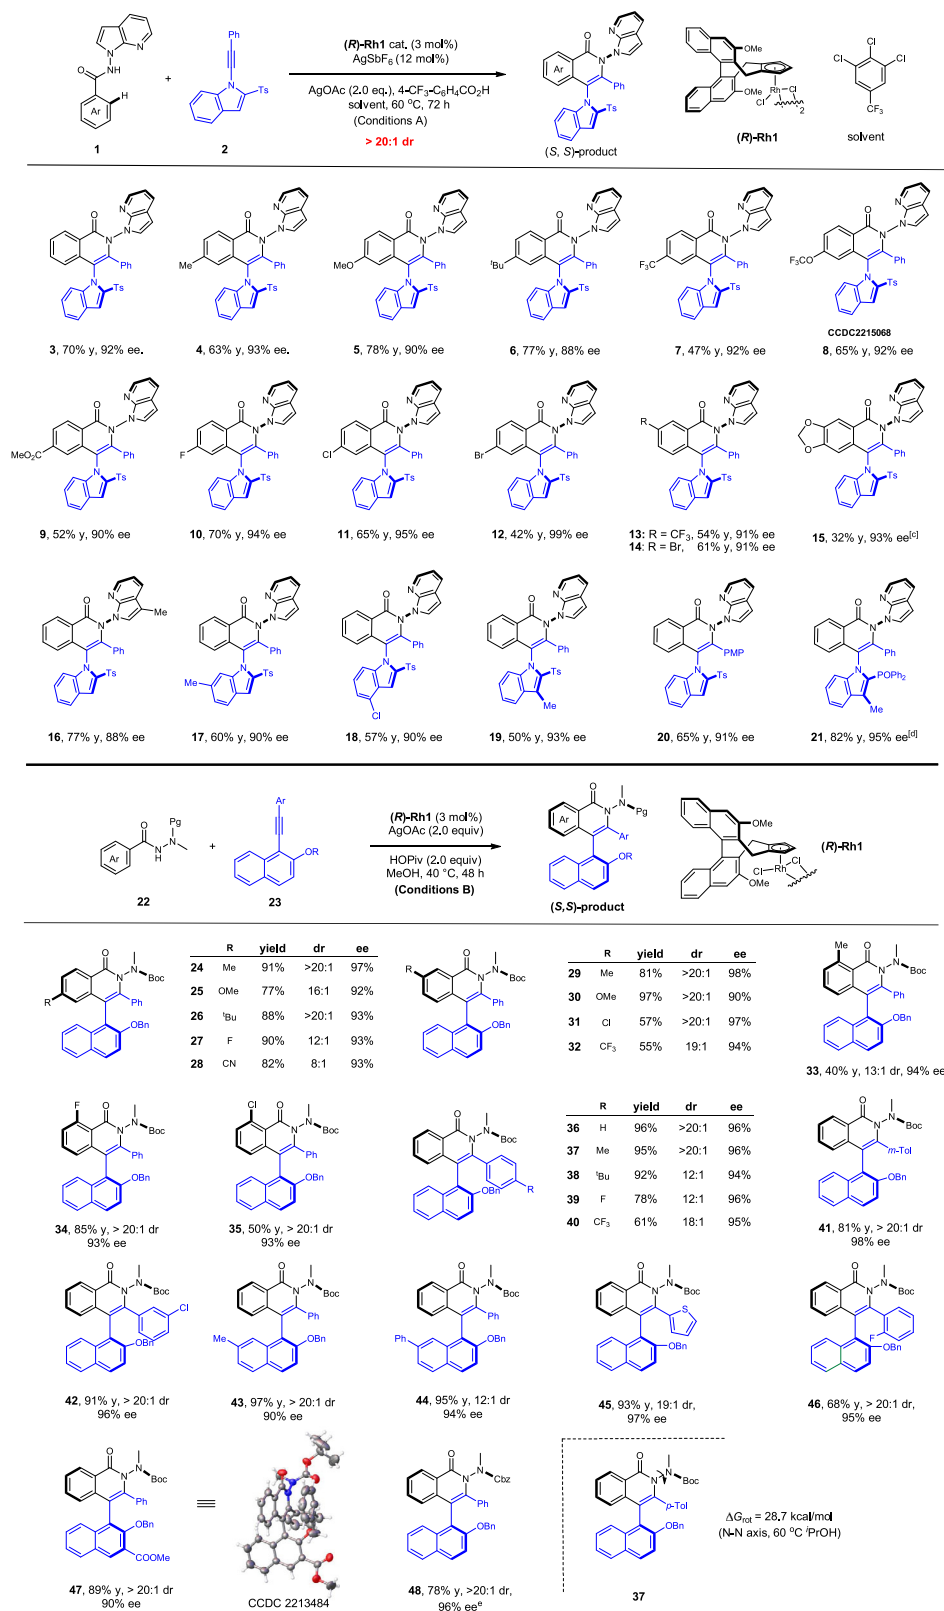 (R)-Rh1 cat. (3 mol%)
AgSbF6 (12 mol%)
AgOAc (2.0 eq.), 4-CF3-C6H4CO2H
solvent, 60 °C, 72 h
(Conditions A)
> 20:1 dr
1
+
2
(S, S)-product
(R)-Rh1
solvent
3, 70% y, 92% ee.
4, 63% y, 93% ee.
5, 78% y, 90% ee
6, 77% y, 88% ee
7, 47% y, 92% ee
CCDC2215068
8, 65% y, 92% ee
9, 52% y, 90% ee
10, 70% y, 94% ee
11, 65% y, 95% ee
12, 42% y, 99% ee
13: R = CF3, 54% y, 91% ee
14: R = Br, 61% y, 91% ee
15, 32% y, 93% ee[c]
16, 77% y, 88% ee
17, 60% y, 90% ee
18, 57% y, 90% ee
19, 50% y, 93% ee
20, 65% y, 91% ee
21, 82% y, 95% ee[d]
(R)-Rh1 (3 mol%)
AgOAc (2.0 equiv)
HOPiv (2.0 equiv)
MeOH, 40 °C, 48 h
(Conditions B)
22
+
23
(S,S)-product
(R)-Rh1
R yield dr ee
24 Me 91% >20:1 97%
25 OMe 77% 16:1 92%
26 tBu 88% >20:1 93%
27 F 90% 12:1 93%
28 CN 82% 8:1 93%
R yield dr ee
29 Me 81% >20:1 98%
30 OMe 97% >20:1 90%
31 Cl 57% >20:1 97%
32 CF3 55% 19:1 94%
33, 40% y, 13:1 dr, 94% ee
34, 85% y, > 20:1 dr
93% ee
35, 50% y, > 20:1 dr
93% ee
R yield dr ee
36 H 96% >20:1 96%
37 Me 95% >20:1 96%
38 tBu 92% 12:1 94%
39 F 78% 12:1 96%
40 CF3 61% 18:1 95%
41, 81% y, > 20:1 dr
98% ee
42, 91% y, > 20:1 dr
96% ee
43, 97% y, > 20:1 dr
90% ee
44, 95% y, 12:1 dr
94% ee
45, 93% y, 19:1 dr,
97% ee
46, 68% y, > 20:1 dr,
95% ee
47, 89% y, > 20:1 dr
90% ee
CCDC 2213484
48, 78% y, >20:1 dr,
96% ee e
37
ΔGrot = 28.7 kcal/mol
(N-N axis, 60 °C iPrOH)